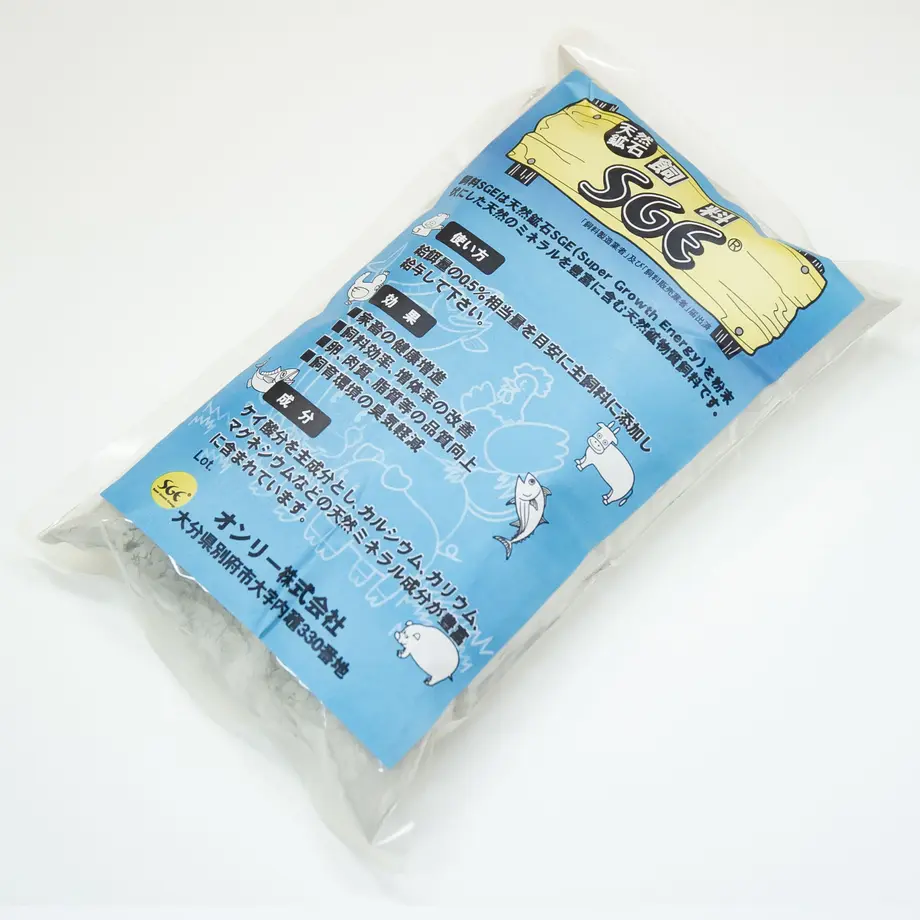 天然
鉱石
飼
料
SGE®
「飼料製造業者」及び「飼料販売業者」届出済
飼料SGEは天然鉱石SGE(Super Growth Energy)を粉末
状にした天然のミネラルを豊富に含む天然鉱物質飼料です。
使い方
給餌量の0.5%相当量を目安に主飼料に添加し
給与して下さい。
効果
■家畜の健康増進
■飼料効率、増体率の改善
■卵、肉質、脂質等の品質向上
■飼育環境の臭気軽減
成分
ケイ酸分を主成分とし、カルシウム、カリウム、
マグネシウムなどの天然ミネラル成分が豊富
に含まれています。
Lot.
SGE®
オンリー株式会社
大分県別府市大字内竈330番地